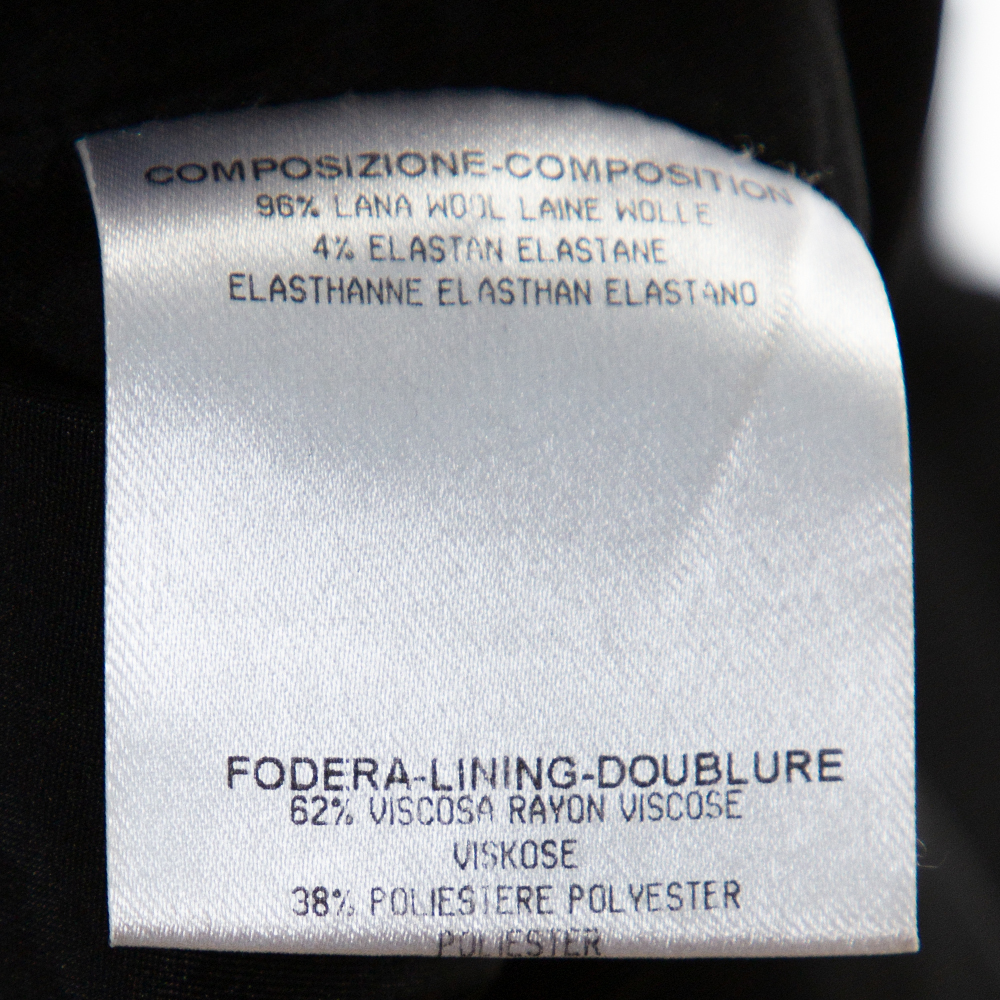 COMPOSIZIONE-COMPOSITION
96% LANA WOOL LAINE WOLLE
4% ELASTAN ELASTANE
ELASTHANNE ELASTHAN ELASTANO
FODERA-LINING-DOUBLURE
62% VISCOSA RAYON VISCOSE
VISKOSE
38% POLIESTERE POLYESTER
POLIESTER